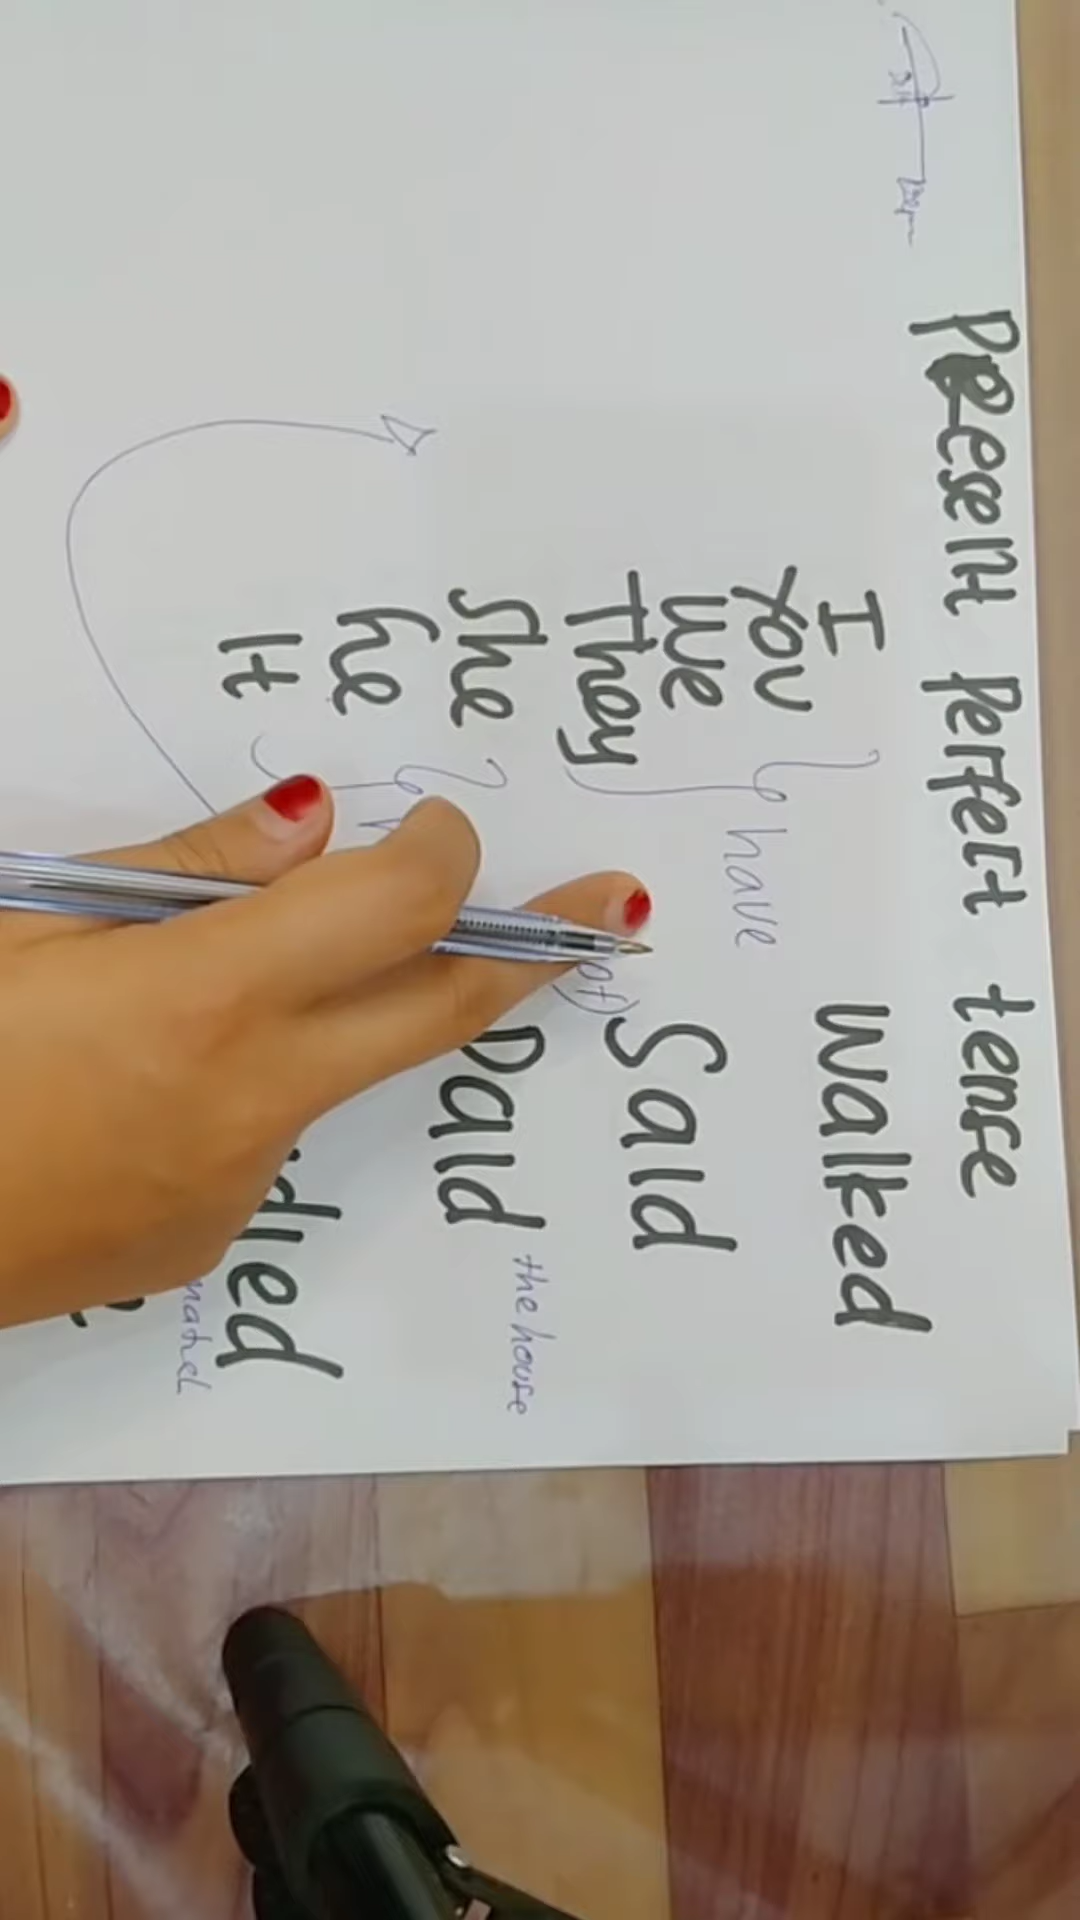 Present Perfect tense
I
You
we
They
she
he
It
have
walked
Said
Paid
the house